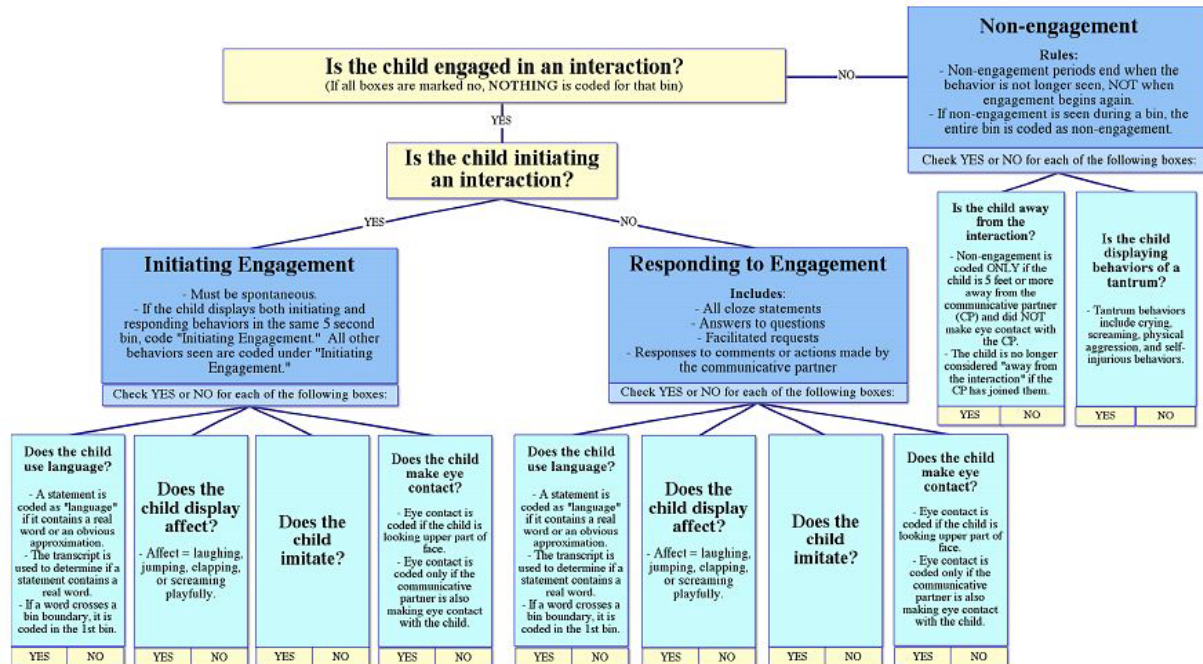 Is the child engaged in an interaction?
(If all boxes are marked no, NOTHING is coded for that bin)
NO
Non-engagement
Rules:
- Non-engagement periods end when the
behavior is not longer seen, NOT when
engagement begins again.
- If non-engagement is seen during a bin, the
entire bin is coded as non-engagement.
Check YES or NO for each of the following boxes:
YES
Is the child initiating
an interaction?
YES
NO
Is the child away
from the
interaction?
- Non-engagement is
coded ONLY if the
child is 5 feet or more
away from the
communicative partner
(CP) and did NOT
make eye contact with
the CP.
- The child is no longer
considered "away from
the interaction" if the
CP has joined them.
YES NO
Is the child
displaying
behaviors of a
tantrum?
- Tantrum behaviors
include crying,
screaming, physical
aggression, and self-
injurious behaviors.
YES NO
Initiating Engagement
- Must be spontaneous.
- If the child displays both initiating and
responding behaviors in the same 5 second
bin, code "Initiating Engagement." All other
behaviors seen are coded under "Initiating
Engagement."
Check YES or NO for each of the following boxes:
Responding to Engagement
Includes:
- All cloze statements
- Answers to questions
- Facilitated requests
- Responses to comments or actions made by
the communicative partner
Check YES or NO for each of the following boxes:
Does the child
use language?
- A statement is
coded as "language"
if it contains a real
word or an obvious
approximation.
- The transcript is
used to determine if a
statement contains a
real word.
- If a word crosses a
bin boundary, it is
coded in the 1st bin.
YES NO
Does the
child display
affect?
- Affect = laughing,
jumping, clapping,
or screaming
playfully.
YES NO
Does the
child
imitate?
YES NO
Does the child
make eye
contact?
- Eye contact is
coded if the child is
looking upper part of
face.
- Eye contact is
coded only if the
communicative
partner is also
making eye contact
with the child.
YES NO
Does the child
use language?
- A statement is
coded as "language"
if it contains a real
word or an obvious
approximation.
- The transcript is
used to determine if a
statement contains a
real word.
- If a word crosses a
bin boundary, it is
coded in the 1st bin.
YES NO
Does the
child display
affect?
- Affect = laughing,
jumping, clapping,
or screaming
playfully.
YES NO
Does the
child
imitate?
YES NO
Does the child
make eye
contact?
- Eye contact is
coded if the child is
looking upper part of
face.
- Eye contact is
coded only if the
communicative
partner is also
making eye contact
with the child.
YES NO